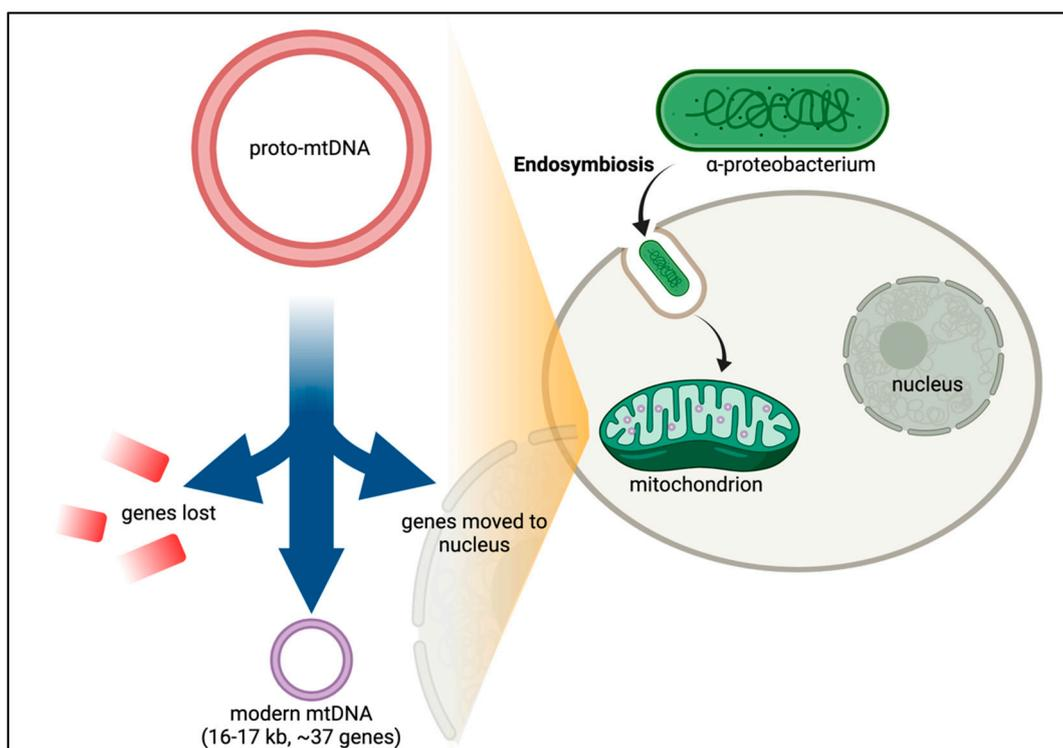 proto-mtDNA
Endosymbiosis
α-proteobacterium
nucleus
mitochondrion
genes lost
genes moved to
nucleus
modern mtDNA
(16-17 kb, ~37 genes)